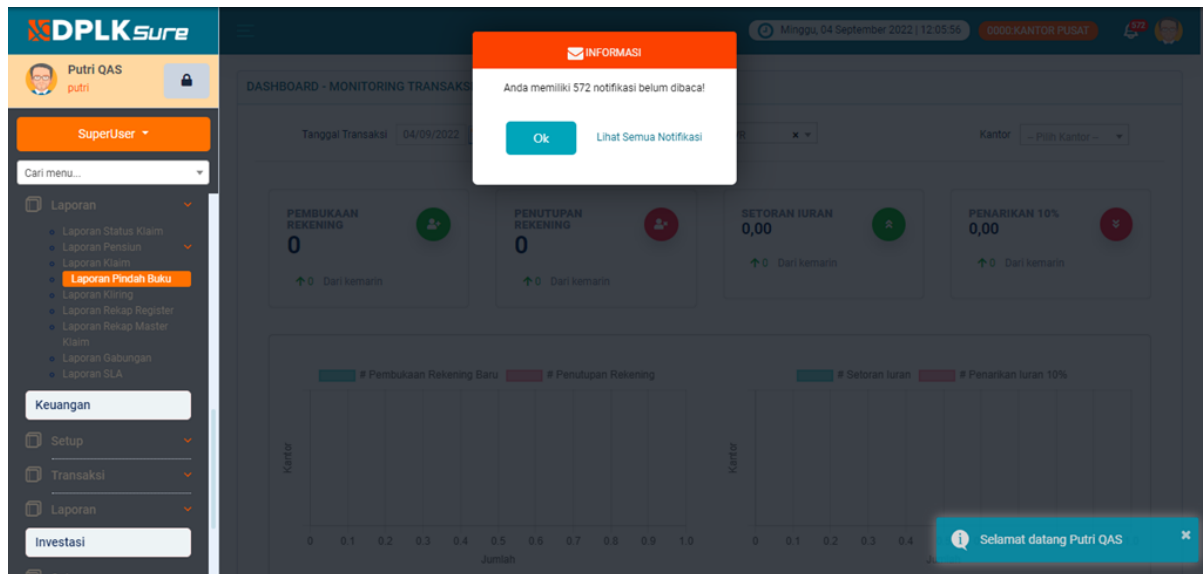 DPLKSure
Putri QAS
putri
SuperUser
Cari menu...
Laporan
Laporan Status Klaim
Laporan Pensiun
Laporan Klaim
Laporan Pindah Buku
Laporan Kliring
Laporan Rekap Register
Laporan Rekap Master
Klaim
Laporan Gabungan
Laporan SLA
Keuangan
Setup
Transaksi
Laporan
Investasi
Minggu, 04 September 2022 | 12:05:56
0000:KANTOR PUSAT
572
INFORMASI
Anda memiliki 572 notifikasi belum dibaca!
Ok
Lihat Semua Notifikasi
DASHBOARD - MONITORING TRANSAKSI
Tanggal Transaksi
04/09/2022
Kantor
-- Pilih Kantor --
PEMBUKAAN
REKENING
0
0 Dari kemarin
PENUTUPAN
REKENING
0
0 Dari kemarin
SETORAN IURAN
0,00
0 Dari kemarin
PENARIKAN 10%
0,00
0 Dari kemarin
# Pembukaan Rekening Baru
# Penutupan Rekening
Kantor
0 0.1 0.2 0.3 0.4 0.5 0.6 0.7 0.8 0.9 1.0
Jumlah
# Setoran Iuran
# Penarikan Iuran 10%
Kantor
0 0.1 0.2 0.3 0.4
Selamat datang Putri QAS